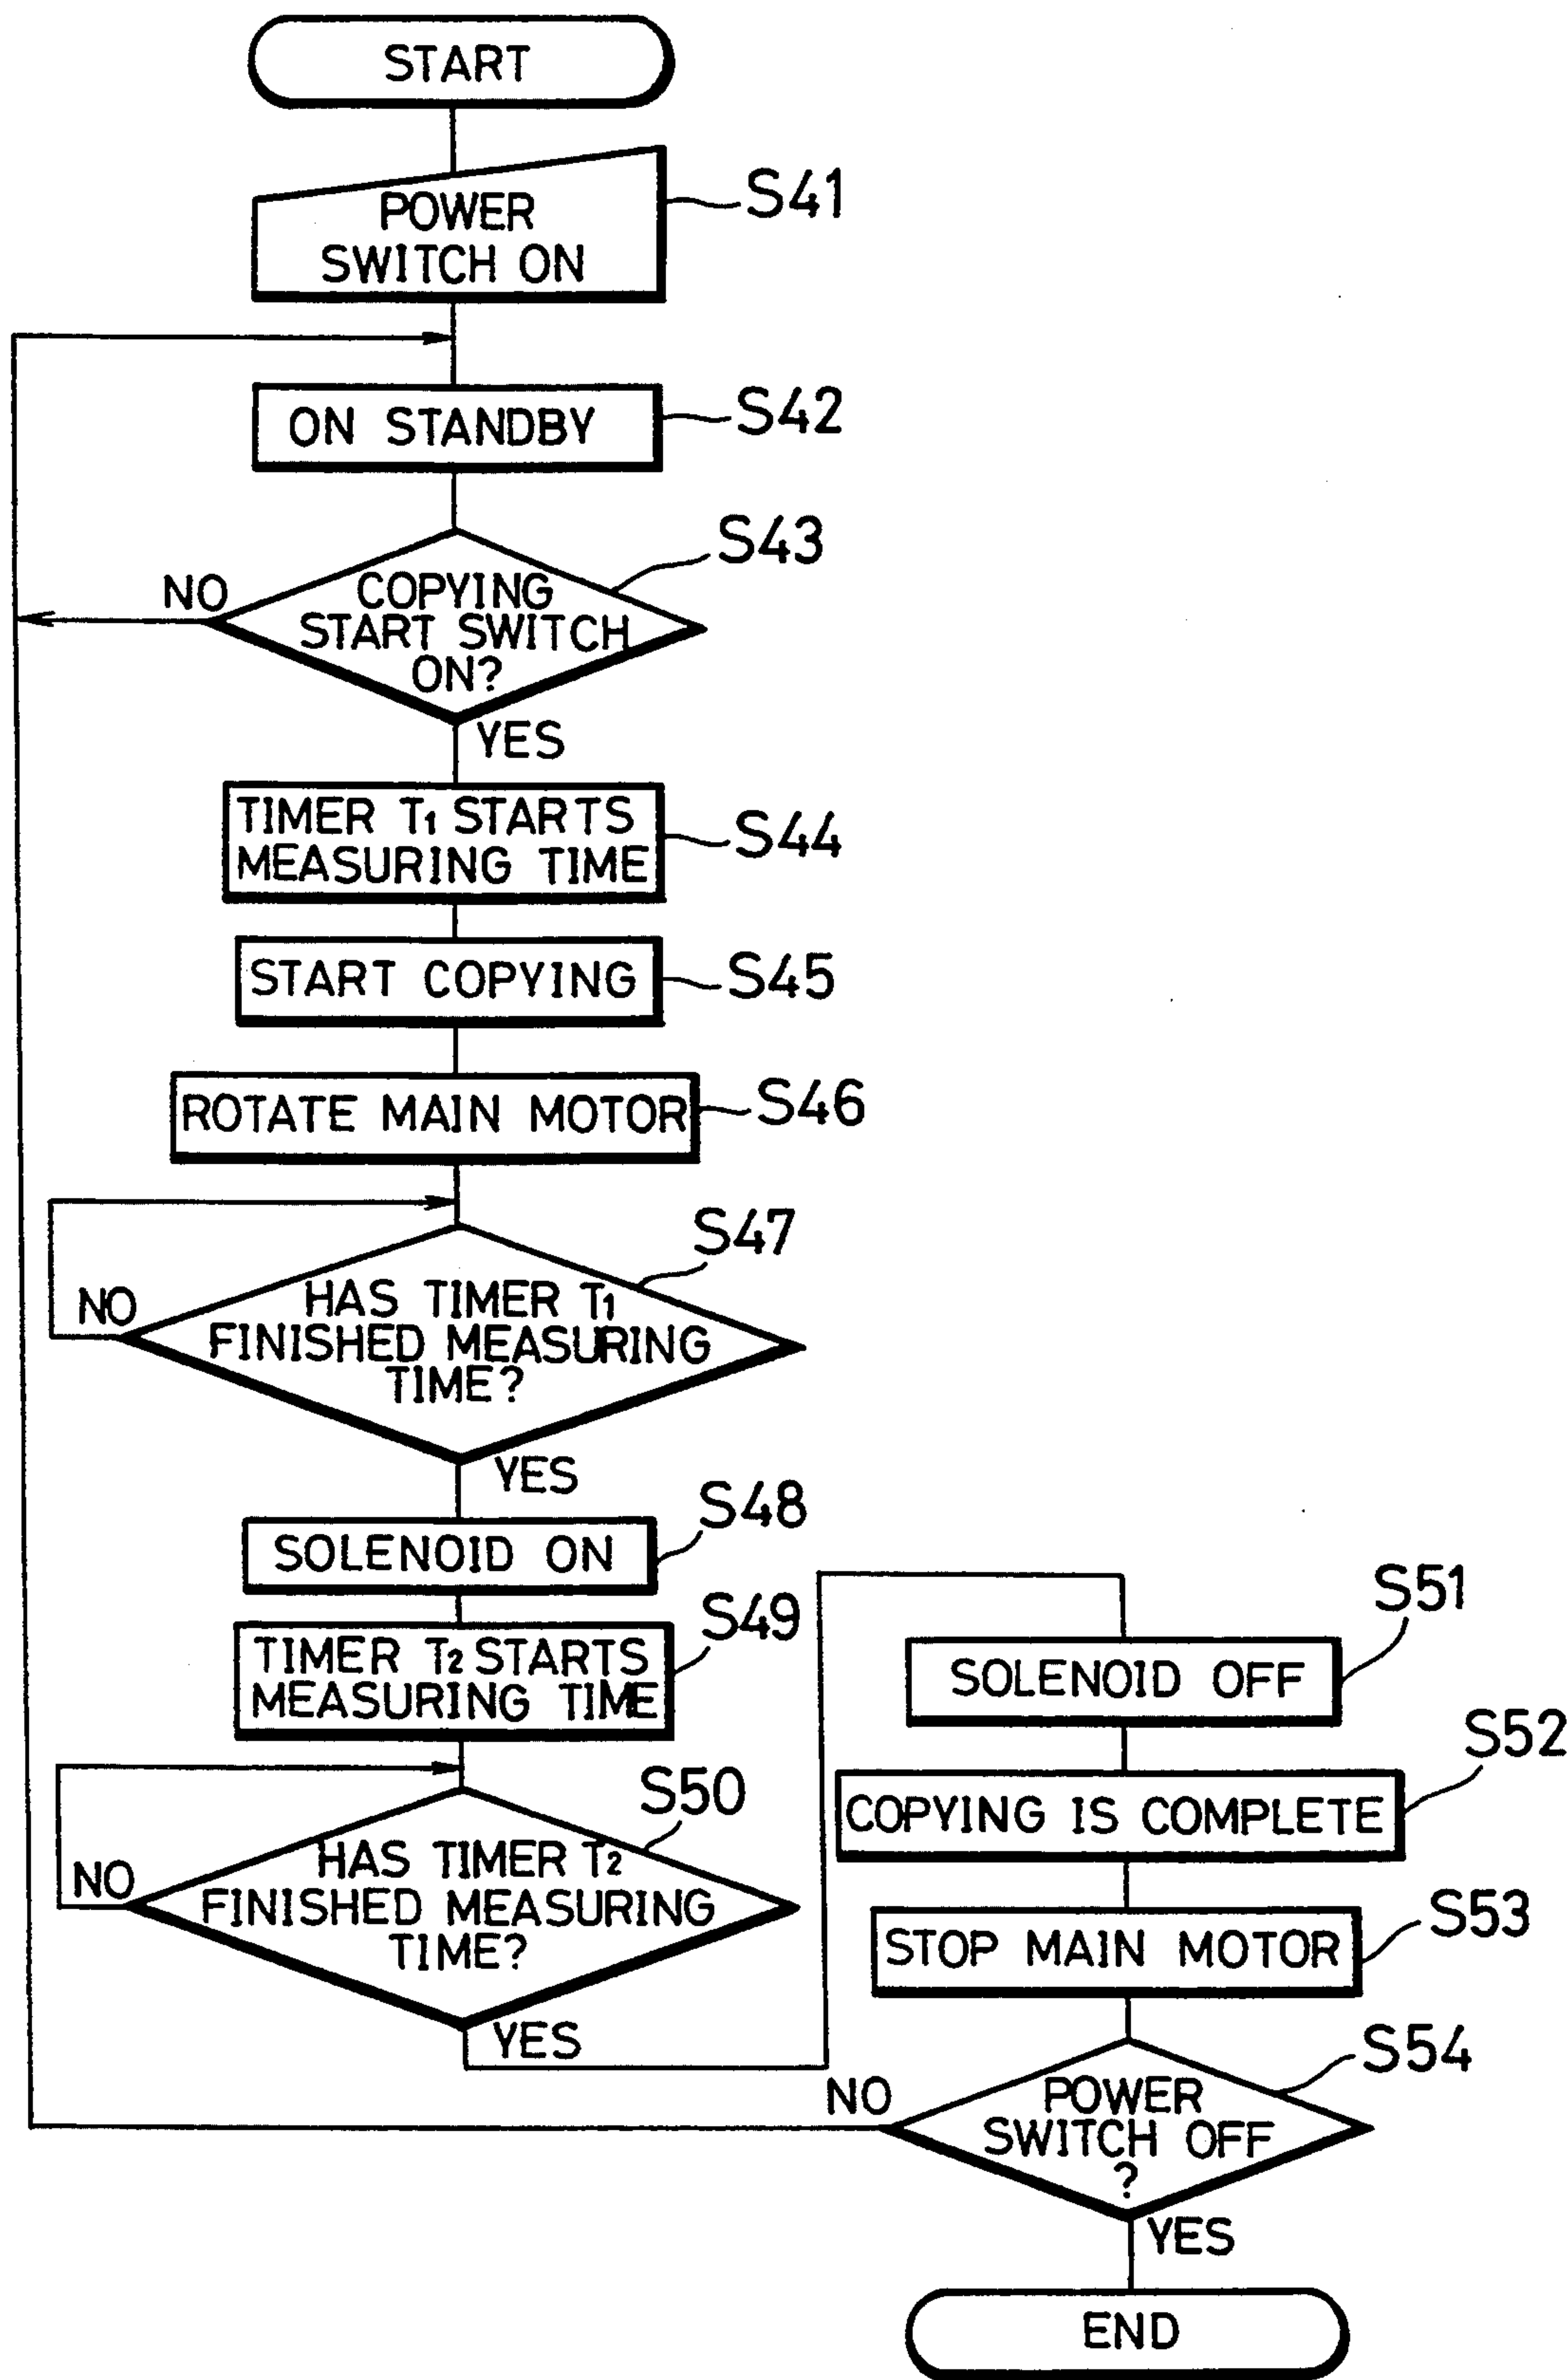 START
POWER
SWITCH ON
S41
ON STANDBY
S42
COPYING
START SWITCH
ON?
S43
NO
YES
TIMER T1 STARTS
MEASURING TIME
S44
START COPYING
S45
ROTATE MAIN MOTOR
S46
HAS TIMER T1
FINISHED MEASURING
TIME?
S47
NO
YES
SOLENOID ON
S48
TIMER T2 STARTS
MEASURING TIME
S49
HAS TIMER T2
FINISHED MEASURING
TIME?
S50
NO
YES
SOLENOID OFF
S51
COPYING IS COMPLETE
S52
STOP MAIN MOTOR
S53
POWER
SWITCH OFF
?
S54
NO
YES
END